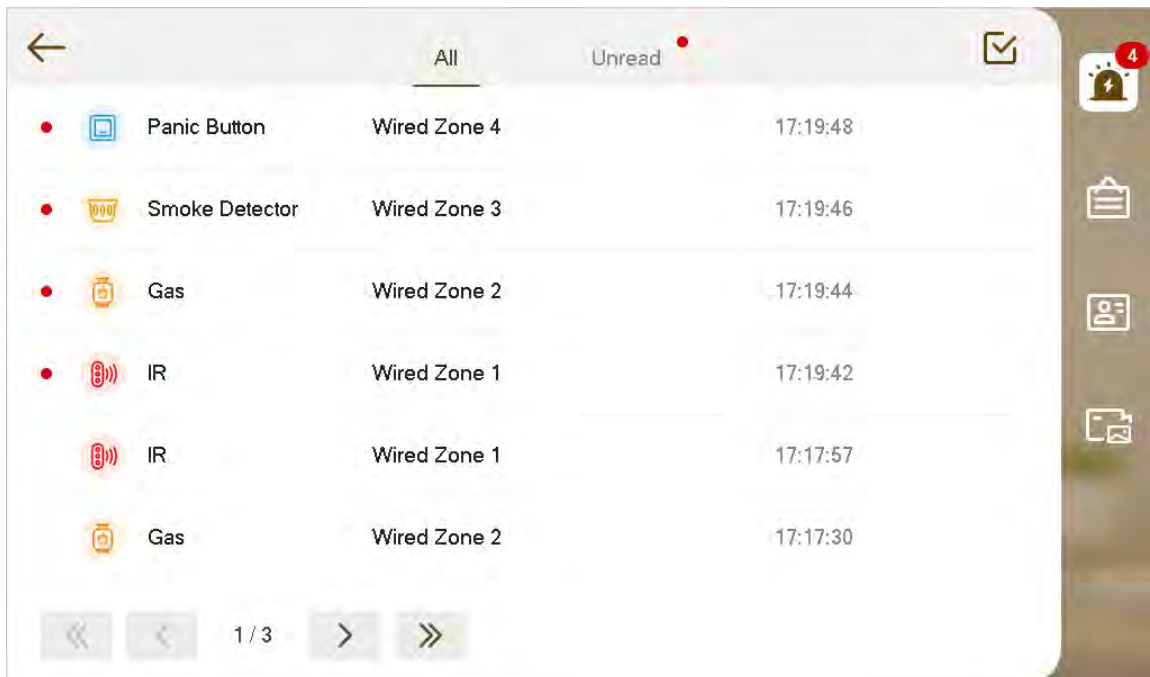 All Unread
4
Panic Button Wired Zone 4 17:19:48
Smoke Detector Wired Zone 3 17:19:46
Gas Wired Zone 2 17:19:44
IR Wired Zone 1 17:19:42
IR Wired Zone 1 17:17:57
Gas Wired Zone 2 17:17:30
1 / 3